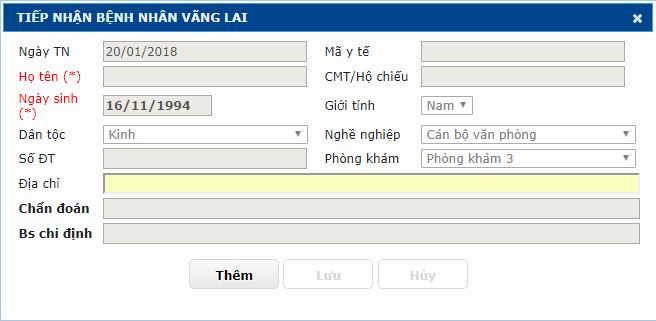 TIẾP NHẬN BỆNH NHÂN VÃNG LAI
Ngày TN 20/01/2018 Mã y tế
Họ tên (*) CMT/Hộ chiếu
Ngày sinh (*) 16/11/1994 Giới tính Nam
Dân tộc Kinh Nghề nghiệp Cán bộ văn phòng
Số ĐT Phòng khám Phòng khám 3
Địa chỉ
Chẩn đoán
Bs chỉ định
Thêm Lưu Hủy